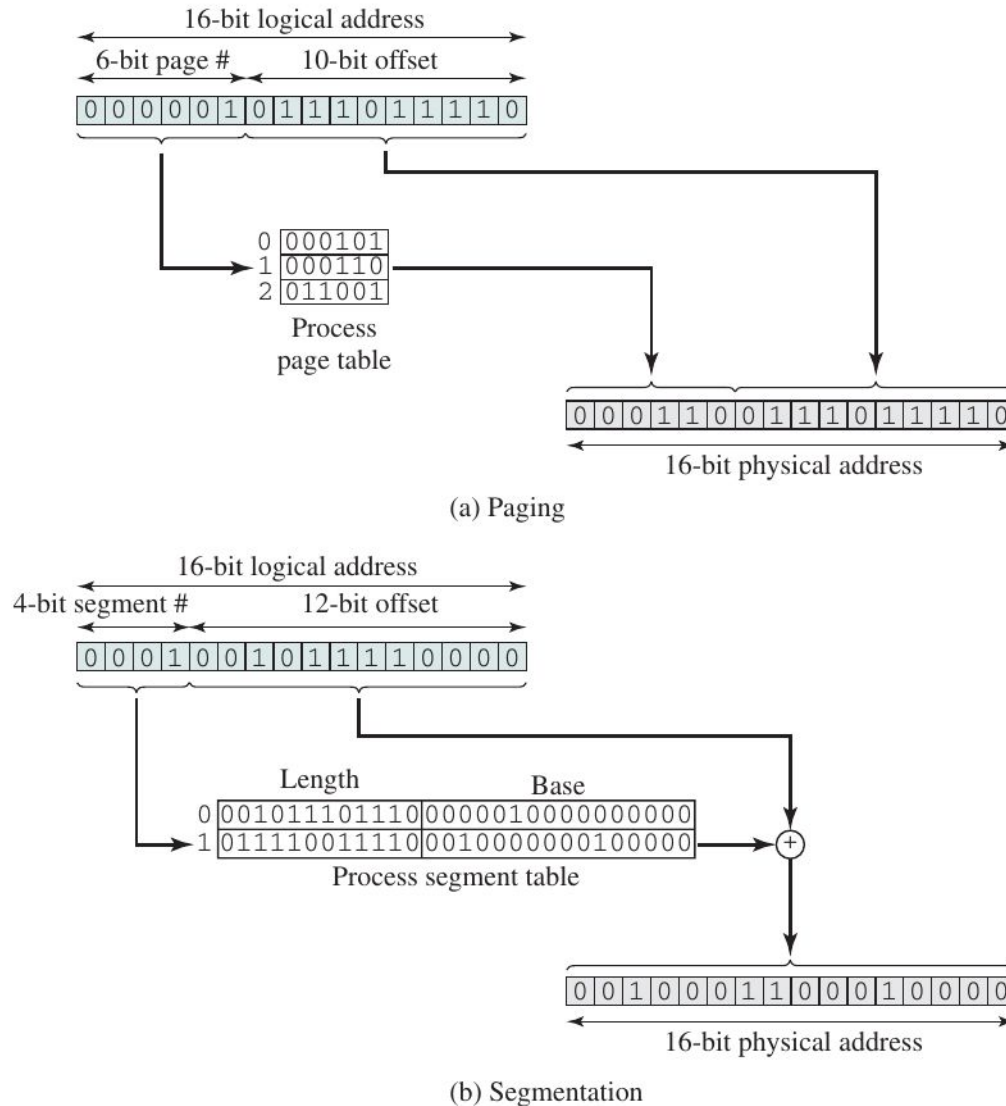 16-bit logical address
6-bit page # 10-bit offset
0 0 0 0 0 1 0 1 1 1 0 1 1 1 1 0
0 000101
1 000110
2 011001
Process
page table
0 0 0 1 1 0 0 1 1 1 0 1 1 1 1 0
16-bit physical address
(a) Paging
16-bit logical address
4-bit segment # 12-bit offset
0 0 0 1 0 0 1 0 1 1 1 1 0 0 0 0
Length Base
0 001011101110 0000010000000000
1 011110011110 0010000000100000
+
Process segment table
0 0 1 0 0 0 1 1 0 0 0 1 0 0 0 0
16-bit physical address
(b) Segmentation